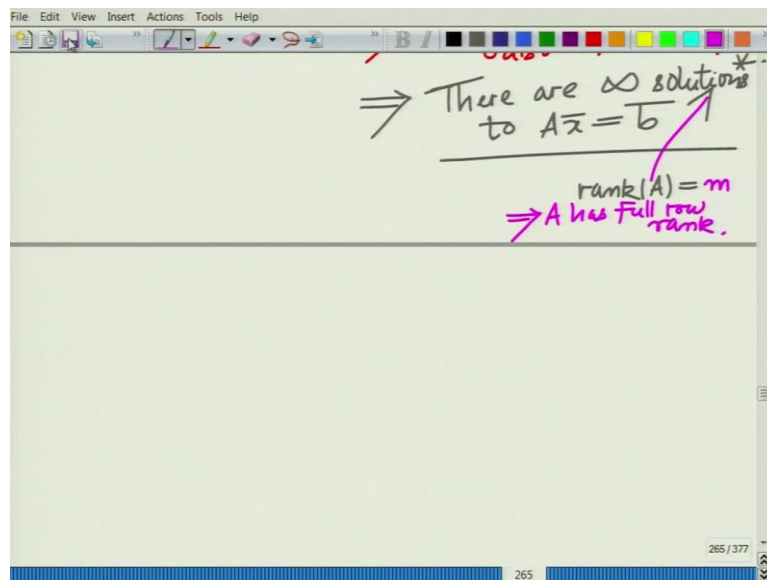 File Edit View Insert Actions Tools Help
B I
⇒ There are ∞ solutions*
to Ax̅ = b̅
rank(A) = m
⇒ A has Full row
rank.
265 / 377
265